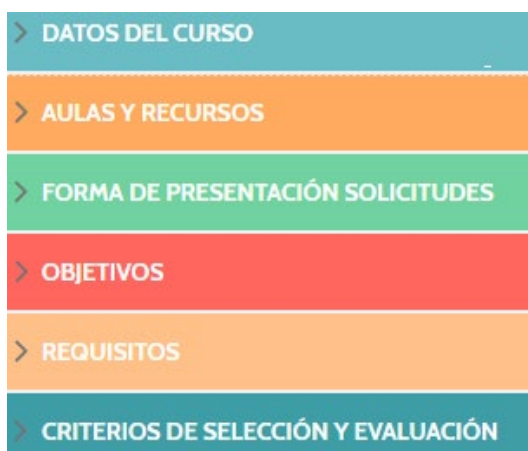 DATOS DEL CURSO
AULAS Y RECURSOS
FORMA DE PRESENTACIÓN SOLICITUDES
OBJETIVOS
REQUISITOS
CRITERIOS DE SELECCIÓN Y EVALUACIÓN